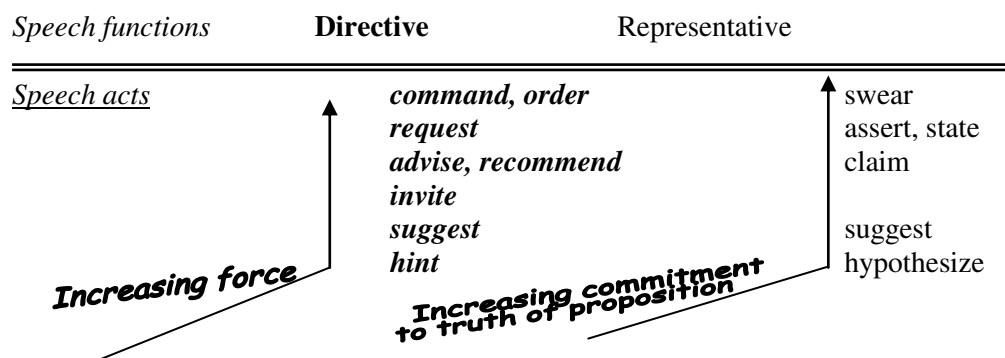 Speech functions Directive Representative
Speech acts command, order swear
request assert, state
advise, recommend claim
invite
suggest suggest
hint hypothesize
Increasing force
Increasing commitment
to truth of proposition